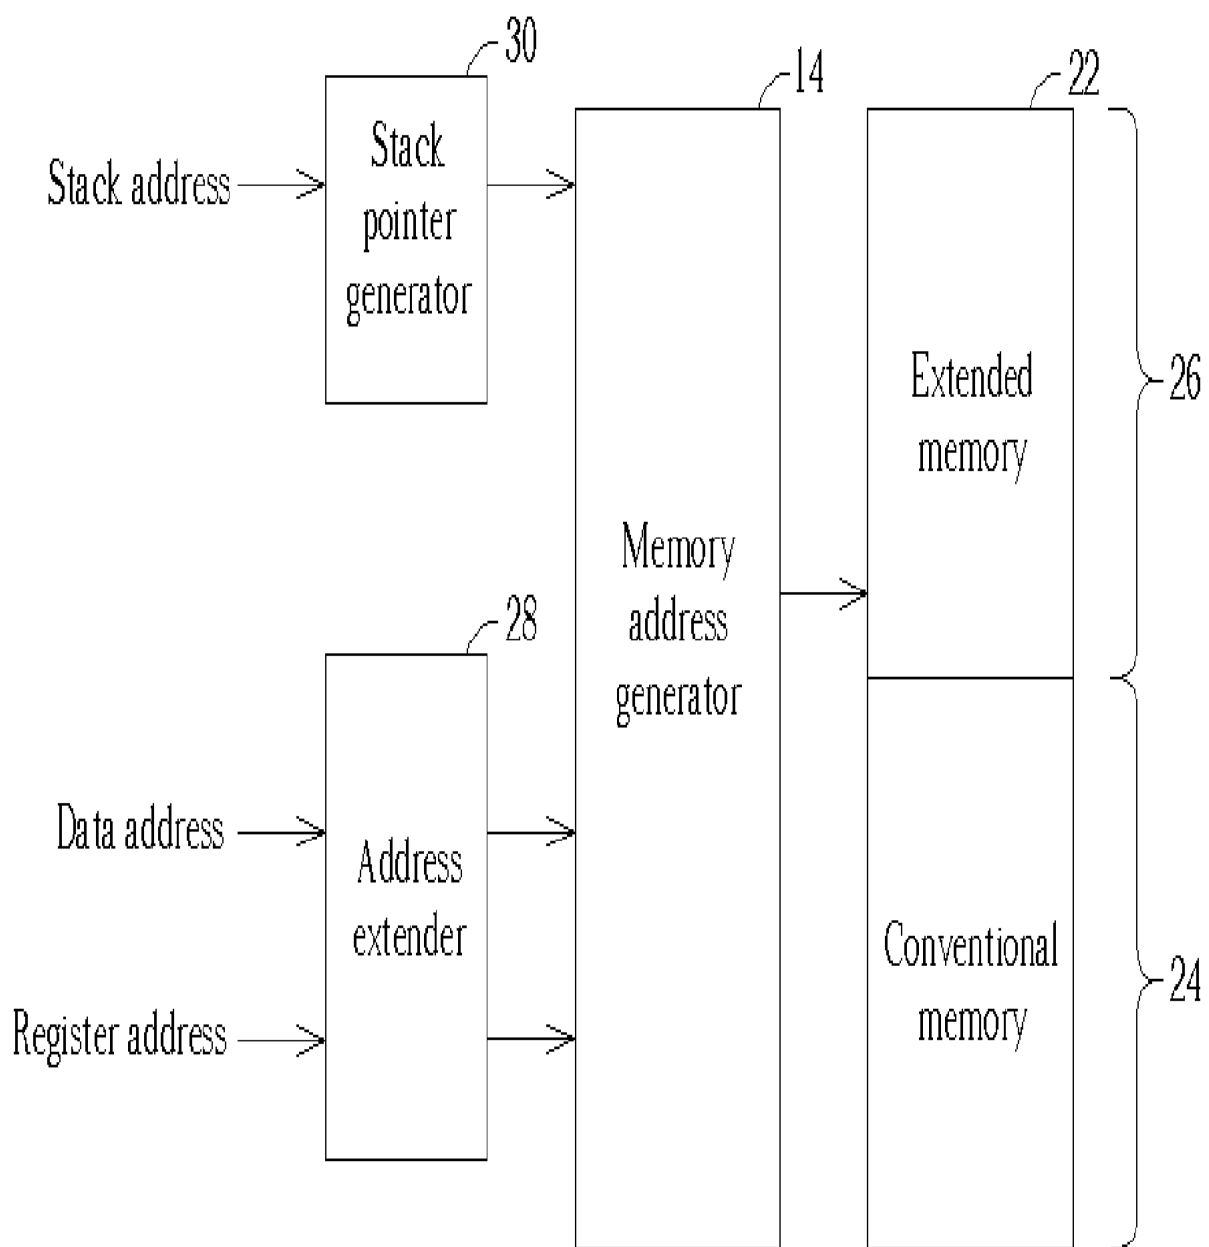 30
14
22
Stack address
Stack
pointer
generator
Extended
memory
26
Memory
address
generator
28
Data address
Address
extender
Register address
Conventional
memory
24